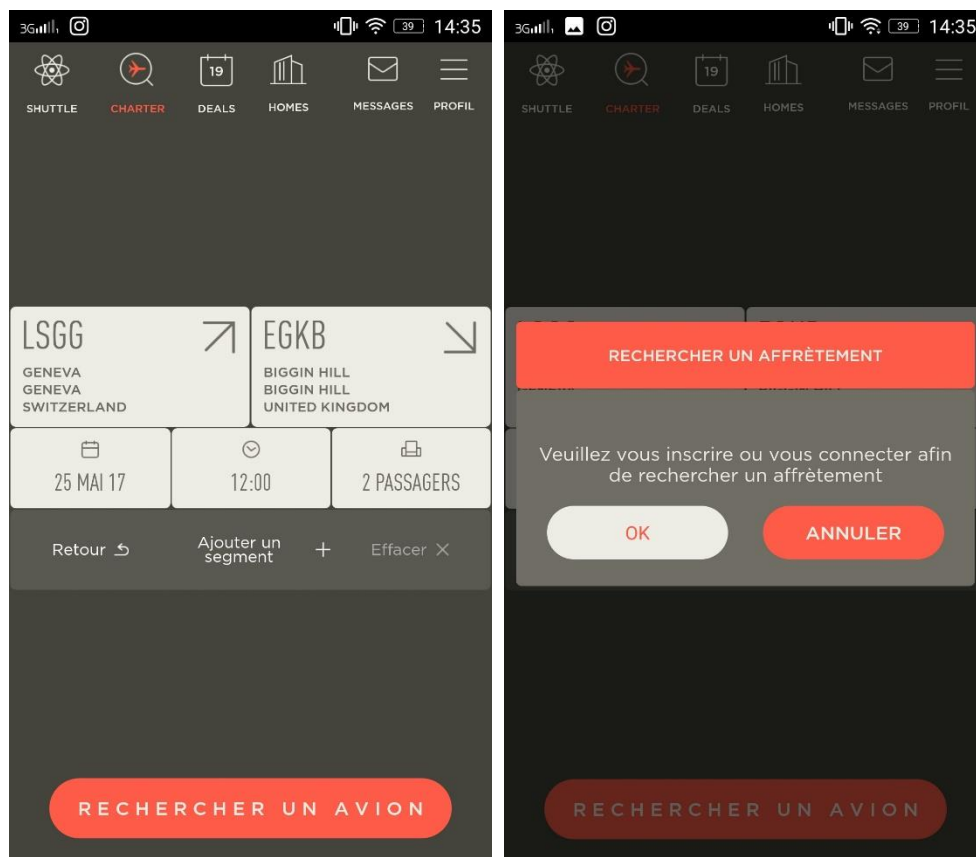 3G 39 14:35
SHUTTLE CHARTER 19 DEALS HOMES MESSAGES PROFIL
LSGG
GENEVA
GENEVA
SWITZERLAND
EGKB
BIGGIN HILL
BIGGIN HILL
UNITED KINGDOM
25 MAI 17
12:00
2 PASSAGERS
Retour
Ajouter un
segment
Effacer
RECHERCHER UN AVION
3G 39 14:35
SHUTTLE CHARTER 19 DEALS HOMES MESSAGES PROFIL
RECHERCHER UN AFFRÈTEMENT
Veuillez vous inscrire ou vous connecter afin
de rechercher un affrètement
OK
ANNULER
RECHERCHER UN AVION